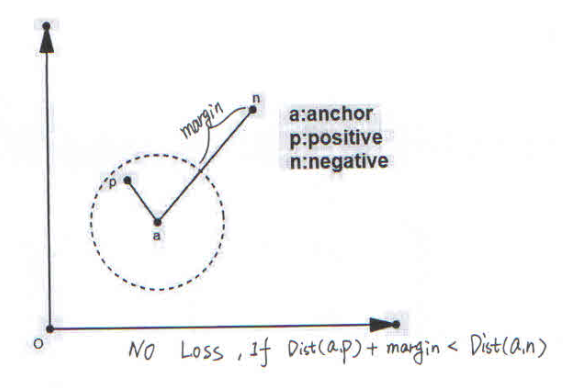 n
margin
a:anchor
p:positive
n:negative
p
a
O
NO Loss, If Dist(a,p) + margin < Dist(a,n)